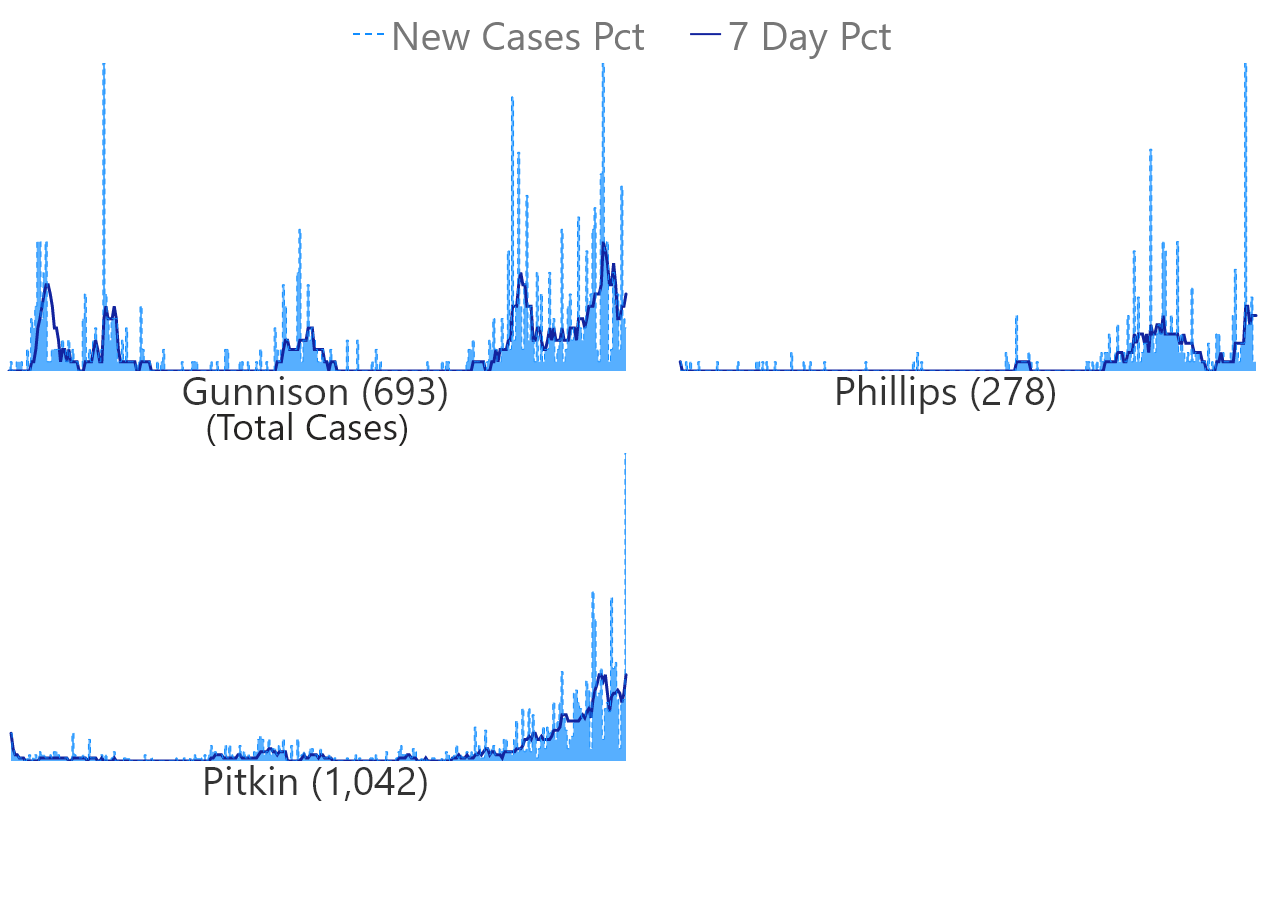 New Cases Pct 7 Day Pct
Gunnison (693) Phillips (278)
(Total Cases)
Pitkin (1,042)